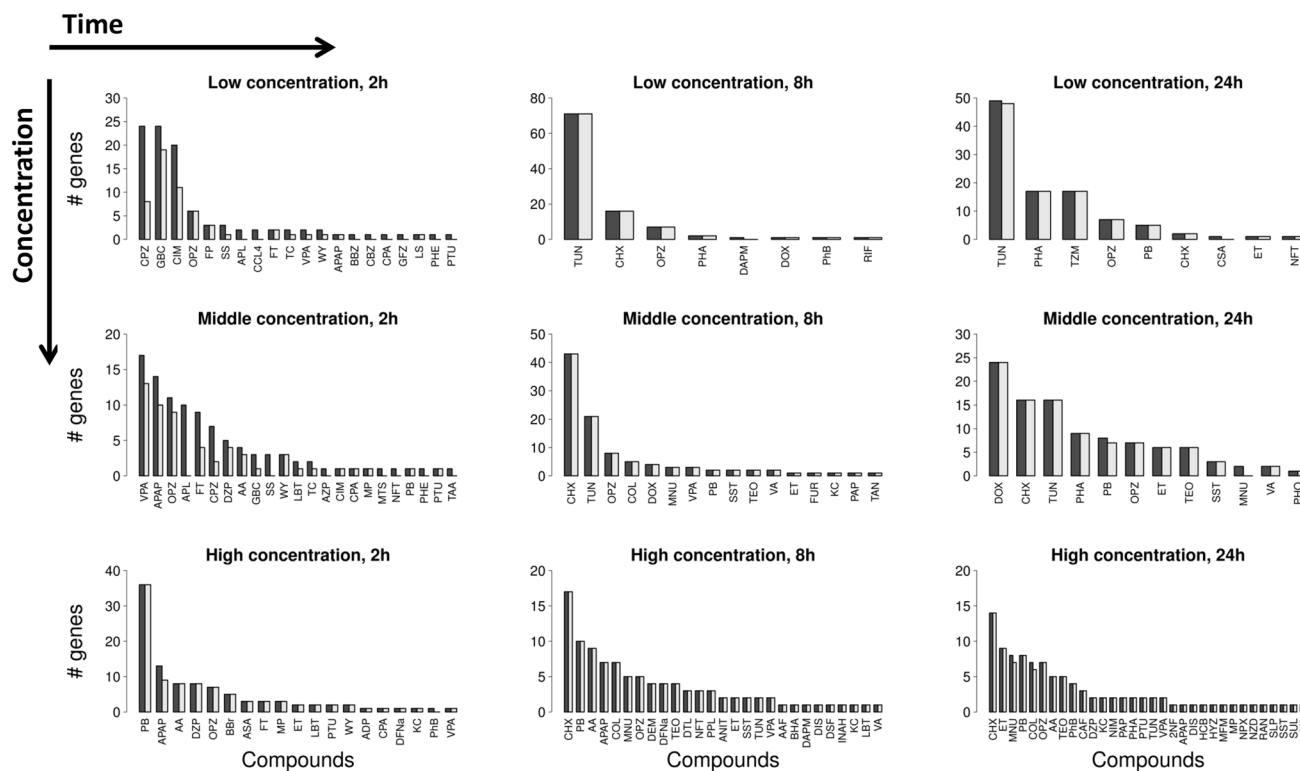 Time
Concentration
Low concentration, 2h
# genes
30
25
20
15
10
5
0
CPZ GBC CIM OPZ FP SS APL CCL4 FT TC VPA WY APAP BBZ CBZ CPA GFZ LS PHE PTU
Low concentration, 8h
80
60
40
20
0
TUN CHX OPZ PHA DAPM DOX PhB RIF
Low concentration, 24h
50
40
30
20
10
0
TUN PHA TZM OPZ PB CHX CSA ET NFT
Middle concentration, 2h
# genes
20
15
10
5
0
VPA APAP OPZ APL FT CPZ DZP AA GBC SS WY LBT TC AZP CIM CPA MP MTS NFT PB PHE PTU TAA
Middle concentration, 8h
50
40
30
20
10
0
CHX TUN OPZ COL DOX MNU VPA PB SST TEO VA ET FUR KC PAP TAN
Middle concentration, 24h
30
25
20
15
10
5
0
DOX CHX TUN PHA PB OPZ ET TEO SST MNU VA PHO
High concentration, 2h
# genes
40
30
20
10
0
PB APAP AA DZP OPZ BBr ASA FT MP ET LBT PTU WY ADP CPA DFNa KC PhB VPA
Compounds
High concentration, 8h
20
15
10
5
0
CHX PB AA APAP COL MNU OPZ DEM DFNa TEO DTL NFT PPL ANIT ET SST TUN VPA AAF BHA DAPM DIS DSF INAH KC LBT VA
Compounds
High concentration, 24h
20
15
10
5
0
CHX ET MNU PB COL OPZ AA TEO PhB CAF DZP KC NIM PAP PHA PTU TUN VPA 2NF APAP DIS HCB HYZ MFM MP NPX NZD RAN SLP SST SUL
Compounds